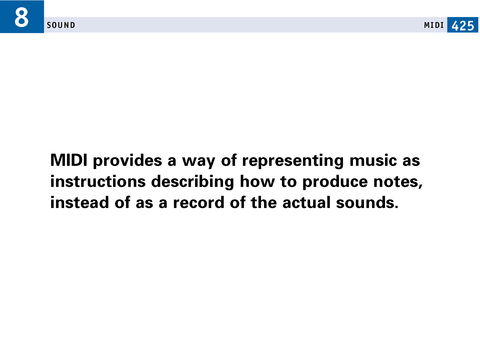 8 SOUND MIDI 425
MIDI provides a way of representing music as
instructions describing how to produce notes,
instead of as a record of the actual sounds.